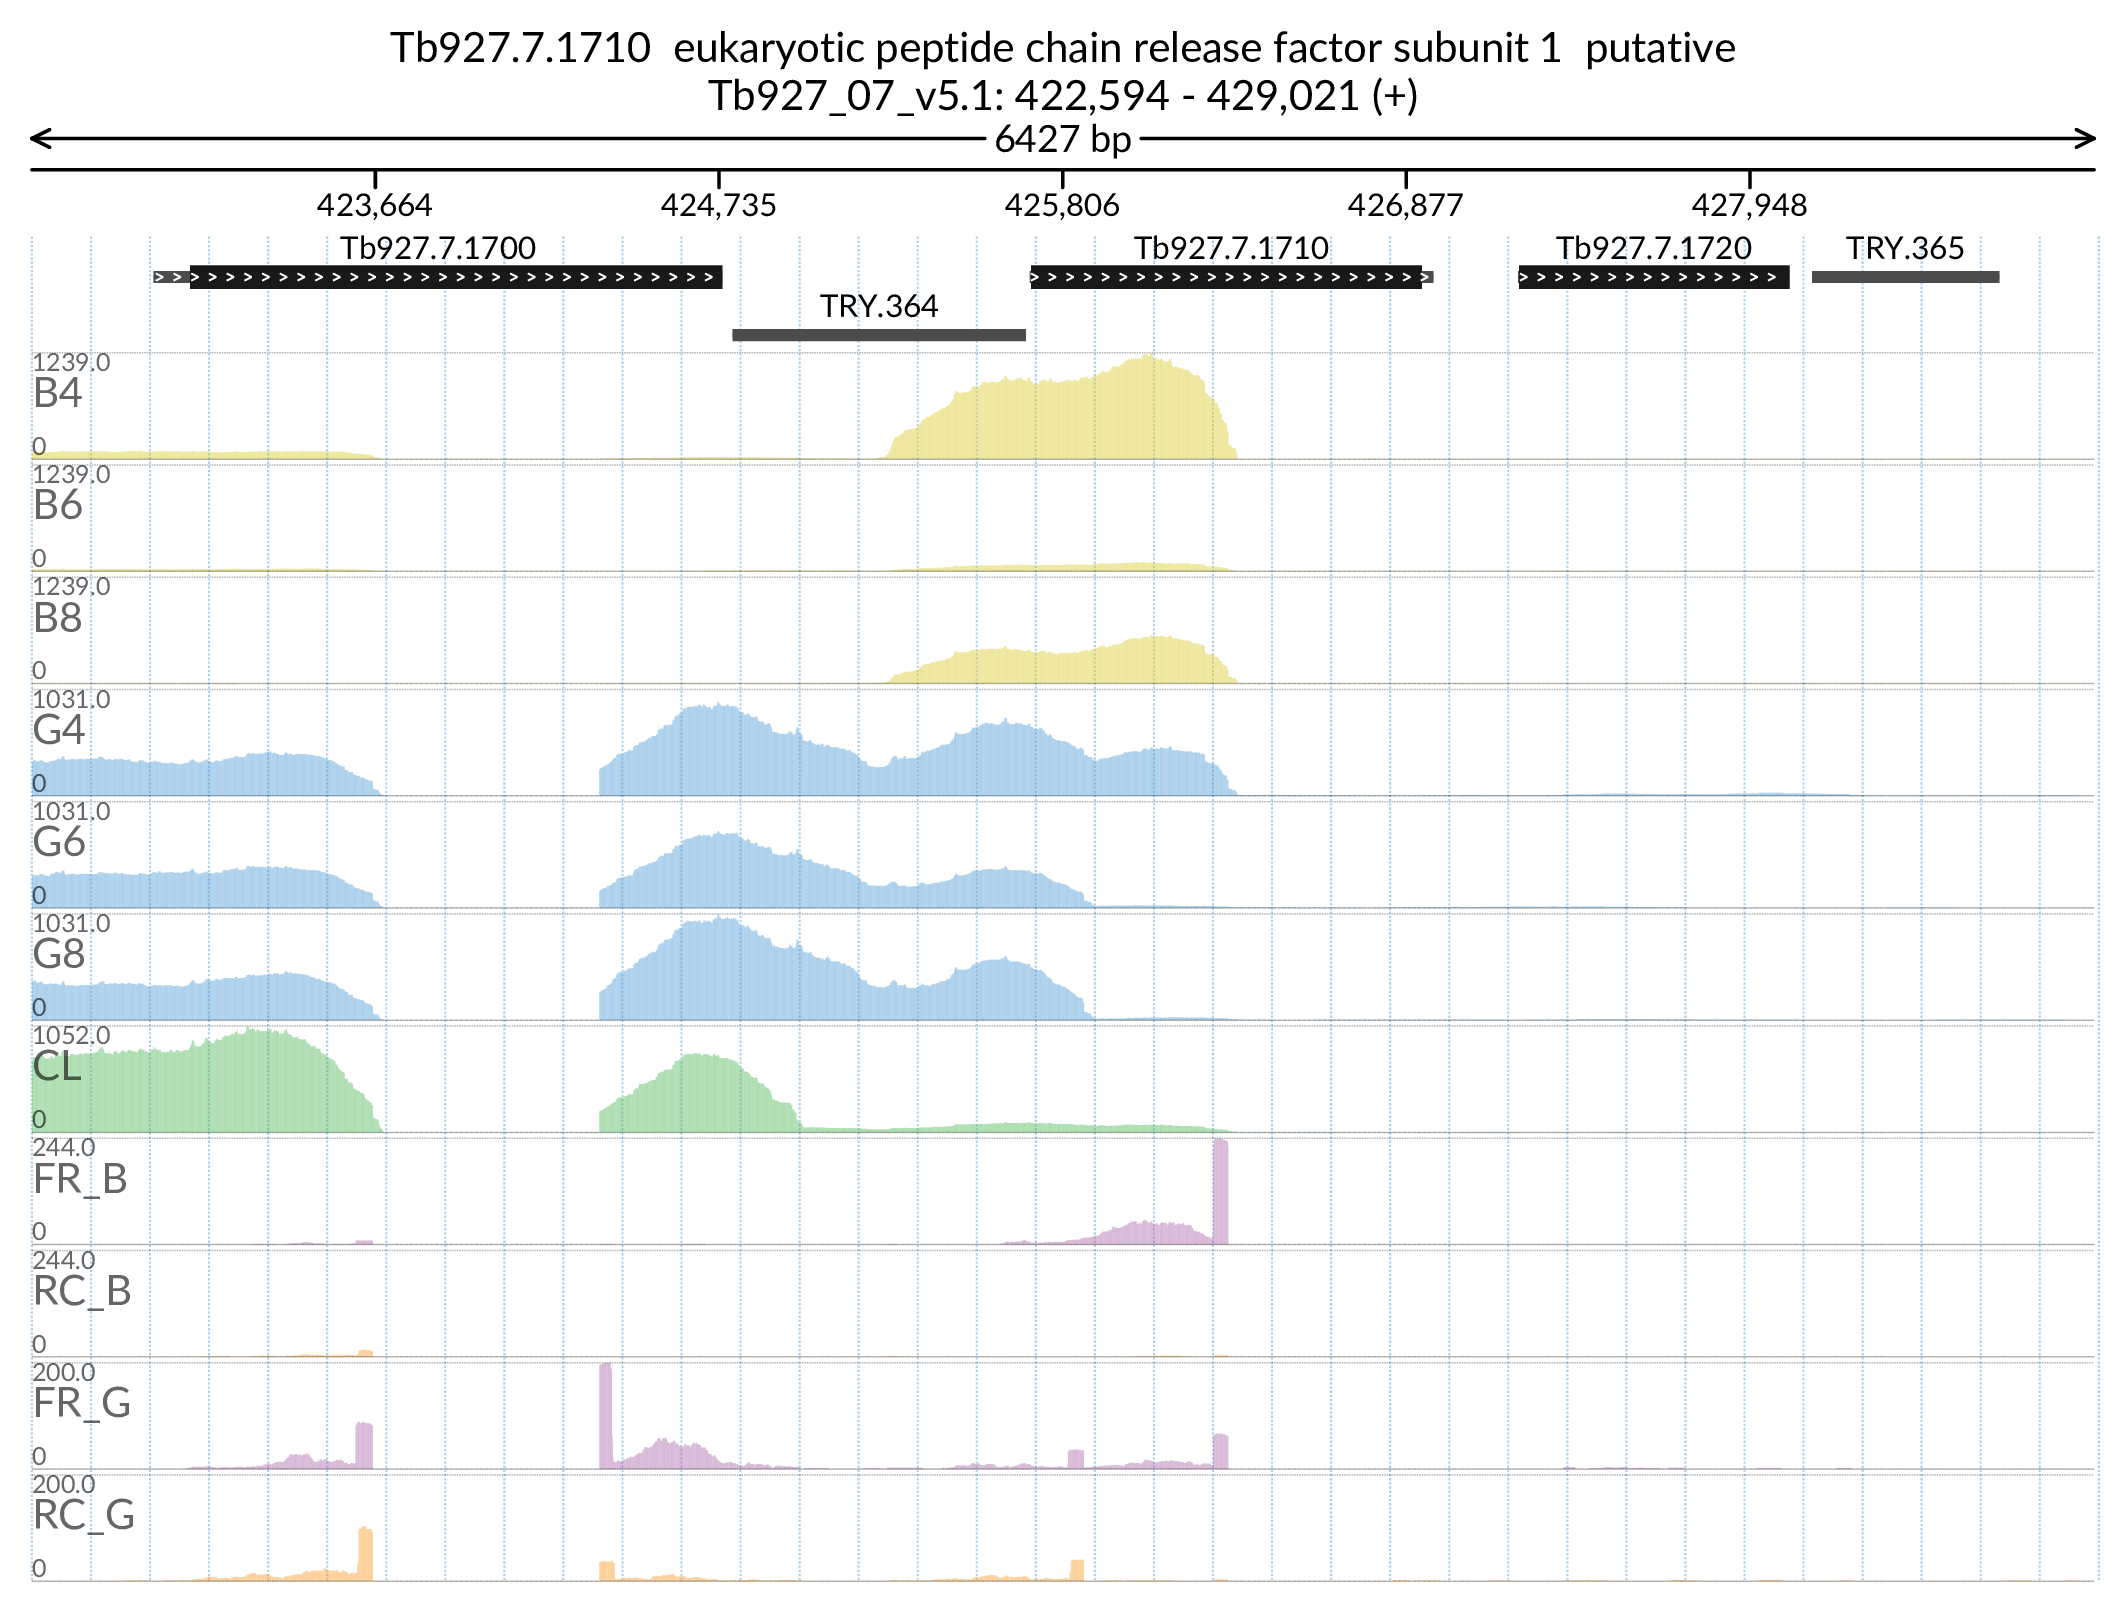 Tb927.7.1710  eukaryotic peptide chain release factor subunit 1  putative
Tb927_07_v5.1: 422,594 - 429,021 (+)
6427 bp
423,664 424,735 425,806 426,877 427,948
Tb927.7.1700 Tb927.7.1710 Tb927.7.1720 TRY.365
TRY.364
1239.0
B4
0
1239.0
B6
0
1239.0
B8
0
1031.0
G4
0
1031.0
G6
0
1031.0
G8
0
1052.0
CL
0
244.0
FR_B
0
244.0
RC_B
0
200.0
FR_G
0
200.0
RC_G
0